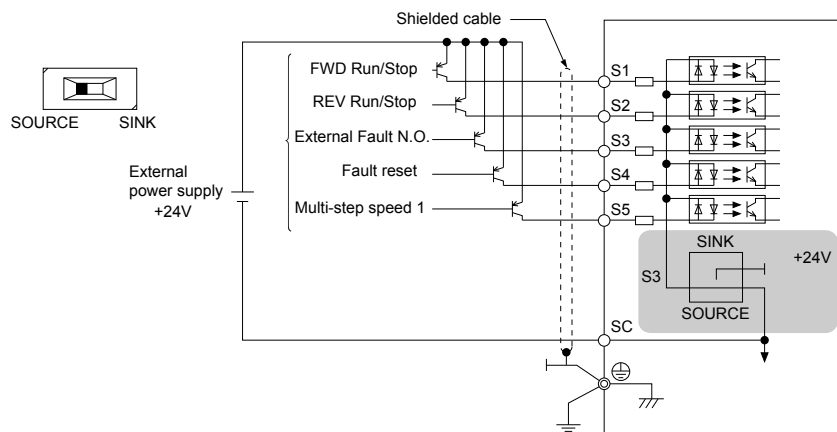 Shielded cable
FWD Run/Stop
REV Run/Stop
External Fault N.O.
Fault reset
Multi-step speed 1
SOURCE SINK
External
power supply
+24V
S1
S2
S3
S4
S5
SINK
+24V
S3
SOURCE
SC